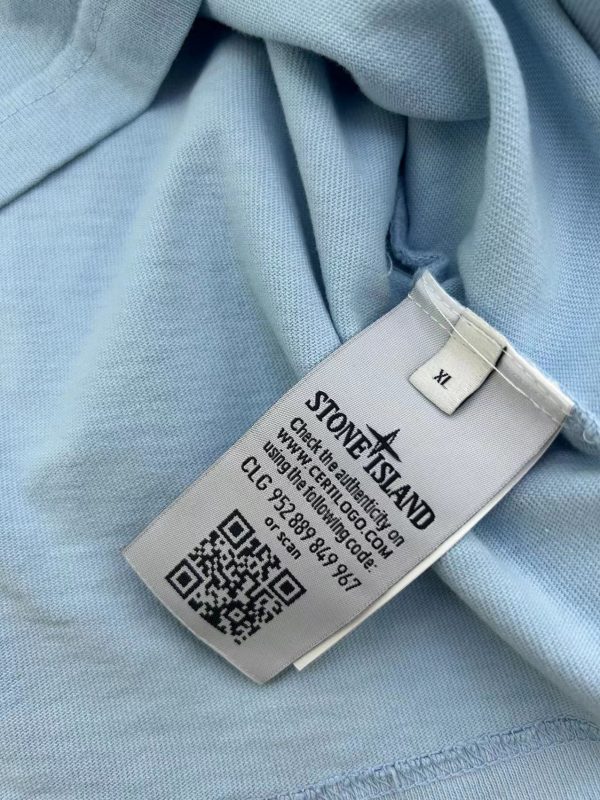 XL
STONE ISLAND
Check the authenticity on
WWW.CERTILOGO.COM
using the following code:
CLG 952 889 849 967
or scan